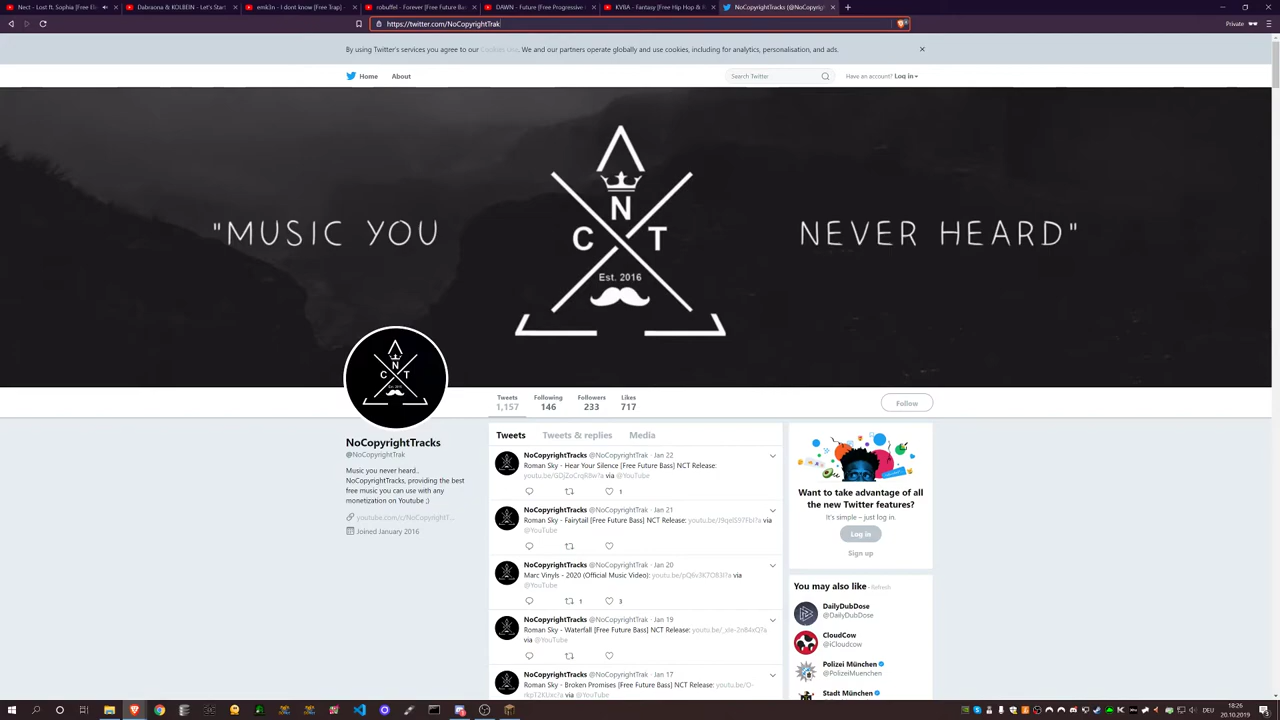 Nect - Lost ft. Sophia [Free Ele
Dabraona & KOLBEIN - Let's Start
emk1n - I dont know [Free Trap]
robuffel - Forever [Free Future Bas
DAWN - Future [Free Progressive
KVBA - Fantasy [Free Hip Hop & R
NoCopyrightTracks (@NoCopyrigh
https://twitter.com/NoCopyrightTrak
Private
By using Twitter's services you agree to our Cookies Use. We and our partners operate globally and use cookies, including for analytics, personalisation, and ads.
Home
About
Search Twitter
Have an account? Log in
"MUSIC YOU
NEVER HEARD"
N
C T
Est. 2016
N
C T
Tweets
1,157
Following
146
Followers
233
Likes
717
Follow
NoCopyrightTracks
@NoCopyrightTrak
Music you never heard..
NoCopyrightTracks, providing the best
free music you can use with any
monetization on Youtube ;)
youtube.com/c/NoCopyrightT...
Joined January 2016
Tweets
Tweets & replies
Media
NoCopyrightTracks @NoCopyrightTrak · Jan 22
Roman Sky - Hear Your Silence [Free Future Bass] NCT Release:
via @YouTube
1
NoCopyrightTracks @NoCopyrightTrak · Jan 21
Roman Sky - Fairytail [Free Future Bass] NCT Release: via
@YouTube
NoCopyrightTracks @NoCopyrightTrak · Jan 20
Marc Vinyls - 2020 (Official Music Video): via
@YouTube
1
3
NoCopyrightTracks @NoCopyrightTrak · Jan 19
Roman Sky - Waterfall [Free Future Bass] NCT Release:
via @YouTube
NoCopyrightTracks @NoCopyrightTrak · Jan 17
Roman Sky - Broken Promises [Free Future Bass] NCT Release:
via @YouTube
Want to take advantage of all
the new Twitter features?
It's simple – just log in.
Log in
Sign up
You may also like · Refresh
DailyDubDose
@DailyDubDose
CloudCow
@iCloudcow
Polizei München
@PolizeiMuenchen
Stadt München
DEU
18:26
20.10.2019